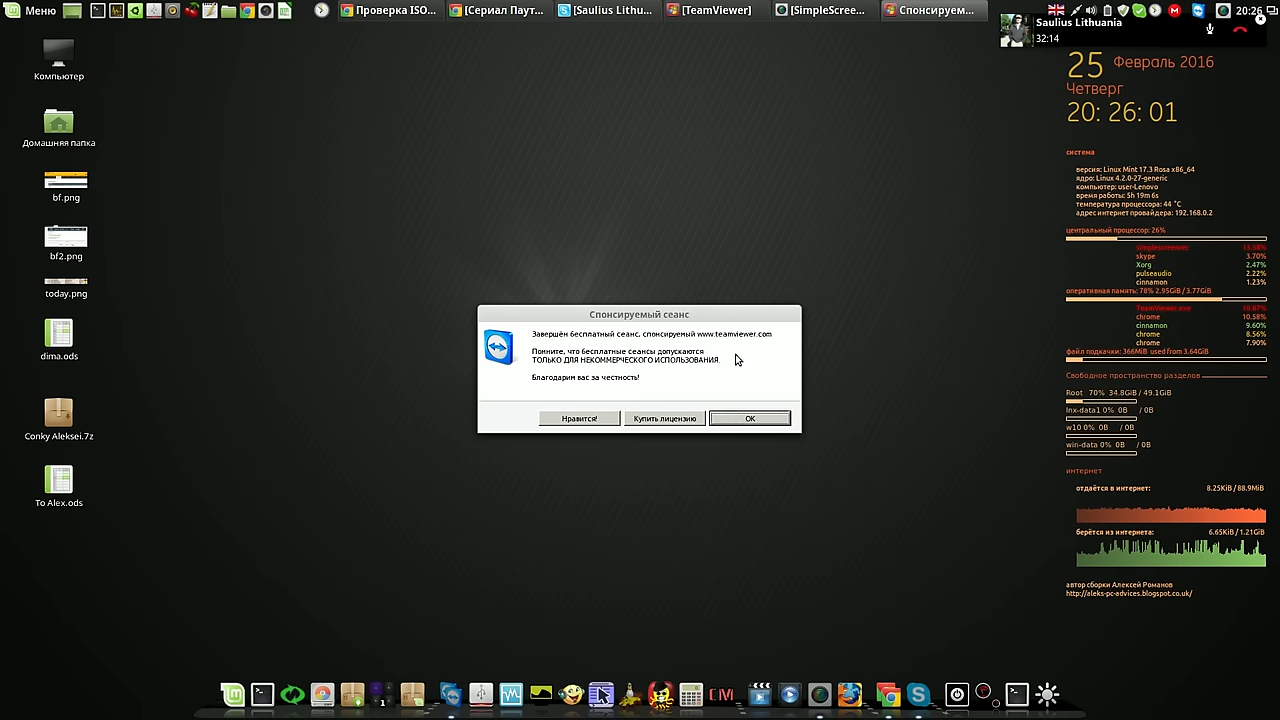 Меню
Проверка ISO...
[Сериал Паут...
[Saulius Lithu...
[TeamViewer]
[SimpleScree...
Спонсируем...
20:26
Saulius Lithuania
32:14
Компьютер
Домашняя папка
bf.png
bf2.png
today.png
dima.ods
Conky Aleksei.7z
To Alex.ods
Спонсируемый сеанс
Завершён бесплатный сеанс, спонсируемый www.teamviewer.com
Помните, что бесплатные сеансы допускаются
ТОЛЬКО ДЛЯ НЕКОММЕРЧЕСКОГО ИСПОЛЬЗОВАНИЯ.
Благодарим вас за честность!
Нравится!
Купить лицензию
OK
25 Февраль 2016
Четверг
20: 26: 01
система
версия: Linux Mint 17.3 Rosa x86_64
ядро: Linux 4.2.0-27-generic
компьютер: user-Lenovo
время работы: 5h 19m 6s
температура процессора: 44 °C
адрес интернет провайдера: 192.168.0.2
центральный процессор: 26%
skype 3.70%
Xorg 2.47%
pulseaudio 2.22%
cinnamon 1.23%
оперативная память: 78% 2.95GiB / 3.77GiB
chrome 10.58%
cinnamon 9.60%
chrome 8.56%
chrome 7.90%
файл подкачки: 366MiB used from 3.64GiB
Свободное пространство разделов
Root 70% 34.8GiB / 49.1GiB
lnx-data1 0% 0B / 0B
w10 0% 0B / 0B
win-data 0% 0B / 0B
интернет
отдаётся в интернет: 8.25KiB / 88.9MiB
берётся из интернета: 6.65KiB / 1.21GiB
автор сборки Алексей Романов
http://aleks-pc-advices.blogspot.co.uk/